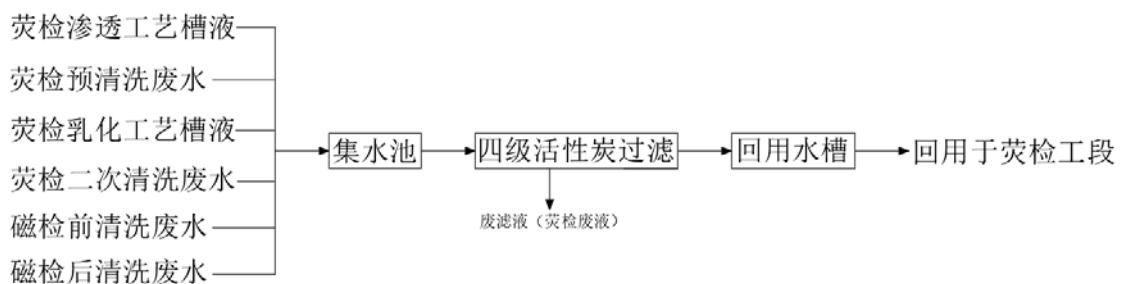 荧检渗透工艺槽液
荧检预清洗废水
荧检乳化工艺槽液
荧检二次清洗废水
磁检前清洗废水
磁检后清洗废水
集水池
四级活性炭过滤
回用水槽
回用于荧检工段
废滤液（荧检废液）